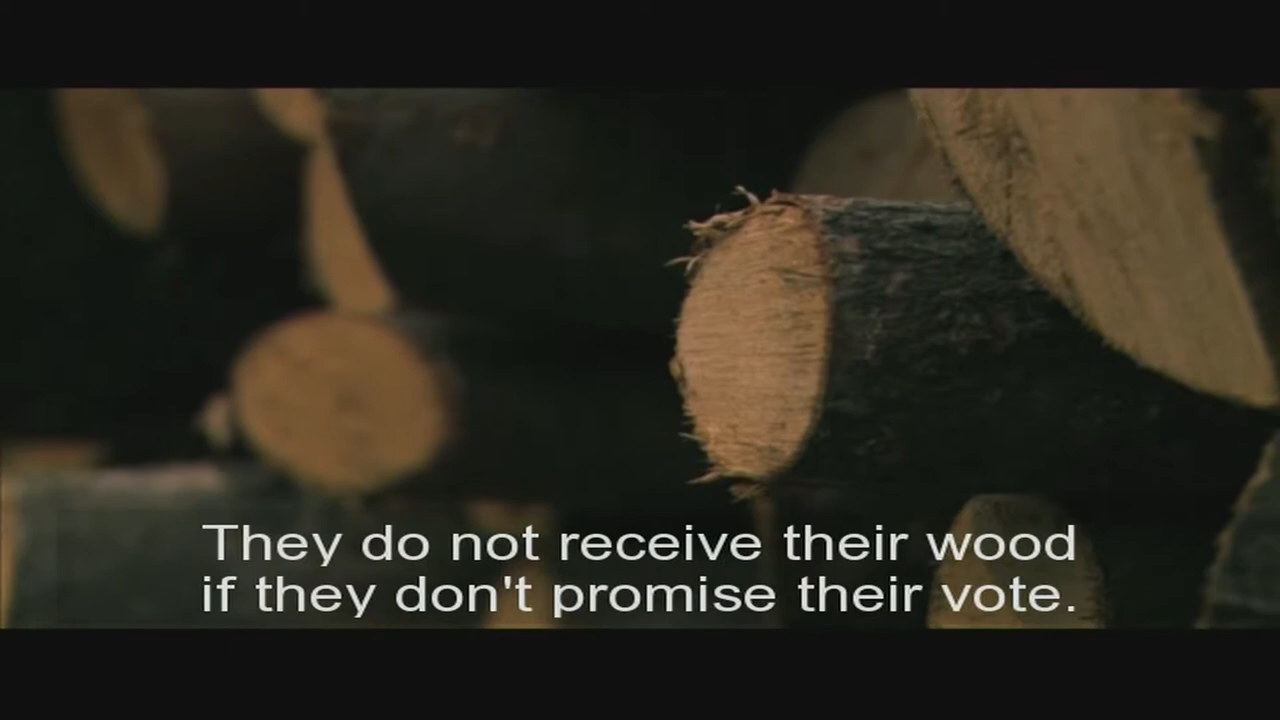 They do not receive their wood
if they don't promise their vote.